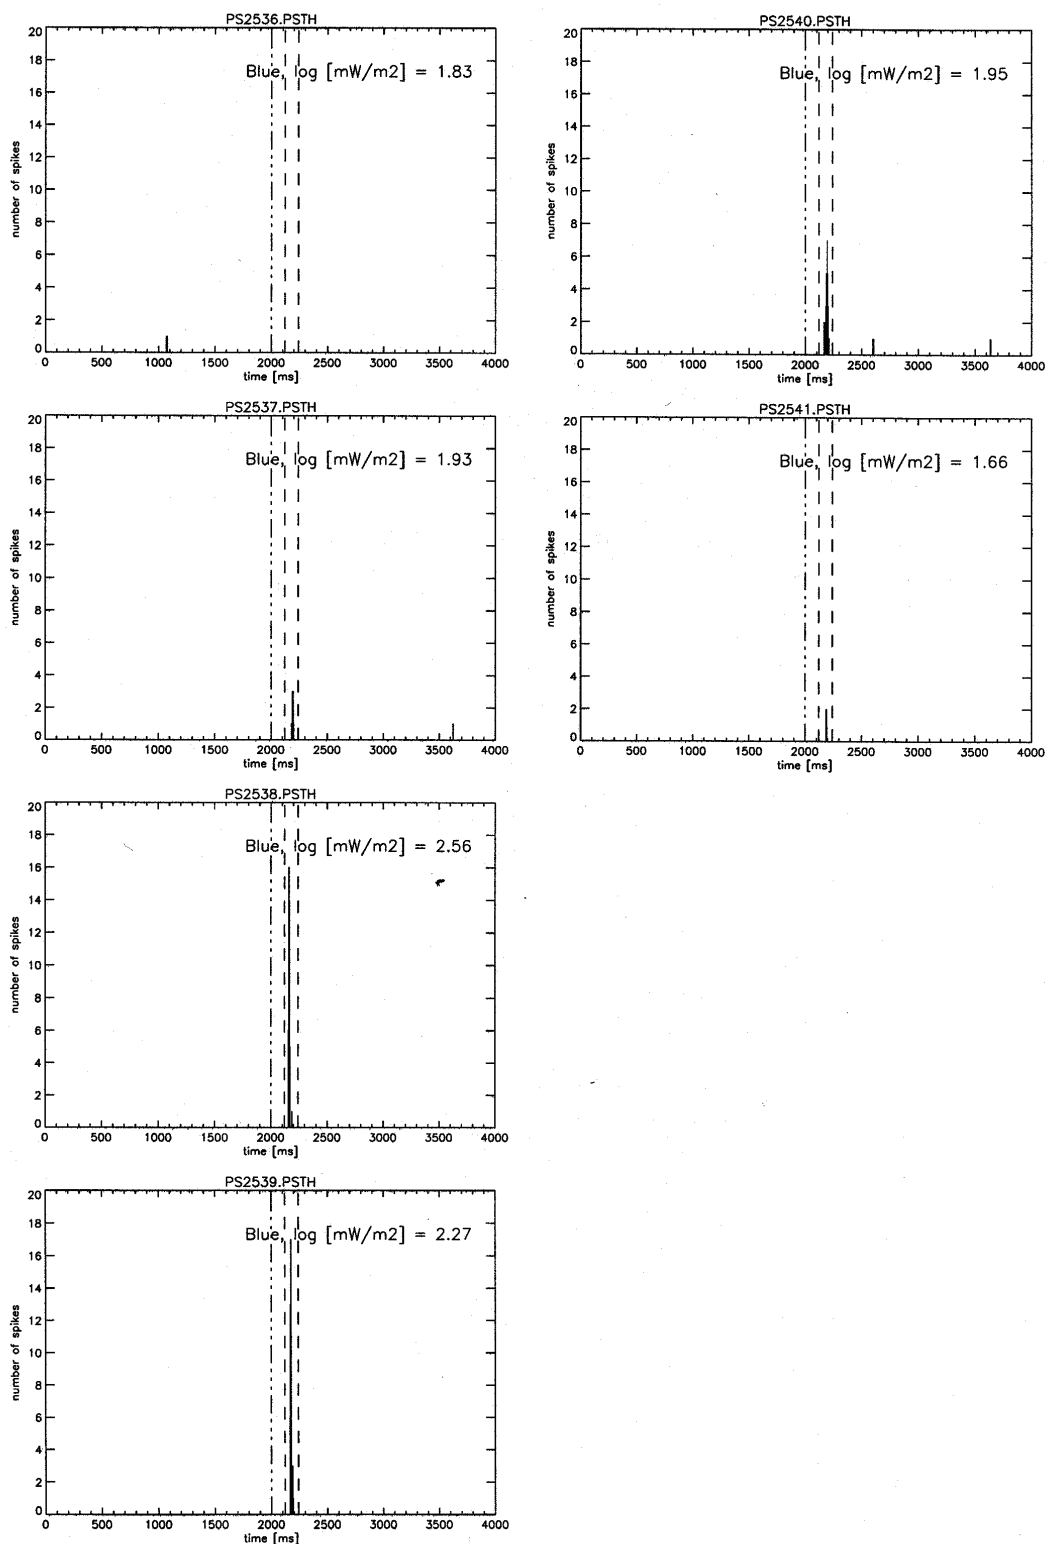 PS2536.PSTH
Blue, log [mW/m2] = 1.83
number of spikes
20
18
16
14
12
10
8
6
4
2
0
0 500 1000 1500 2000 2500 3000 3500 4000
time [ms]
PS2537.PSTH
Blue, log [mW/m2] = 1.93
number of spikes
20
18
16
14
12
10
8
6
4
2
0
0 500 1000 1500 2000 2500 3000 3500 4000
time [ms]
PS2538.PSTH
Blue, log [mW/m2] = 2.56
number of spikes
20
18
16
14
12
10
8
6
4
2
0
0 500 1000 1500 2000 2500 3000 3500 4000
time [ms]
PS2539.PSTH
Blue, log [mW/m2] = 2.27
number of spikes
20
18
16
14
12
10
8
6
4
2
0
0 500 1000 1500 2000 2500 3000 3500 4000
time [ms]
PS2540.PSTH
Blue, log [mW/m2] = 1.95
number of spikes
20
18
16
14
12
10
8
6
4
2
0
0 500 1000 1500 2000 2500 3000 3500 4000
time [ms]
PS2541.PSTH
Blue, log [mW/m2] = 1.66
number of spikes
20
18
16
14
12
10
8
6
4
2
0
0 500 1000 1500 2000 2500 3000 3500 4000
time [ms]